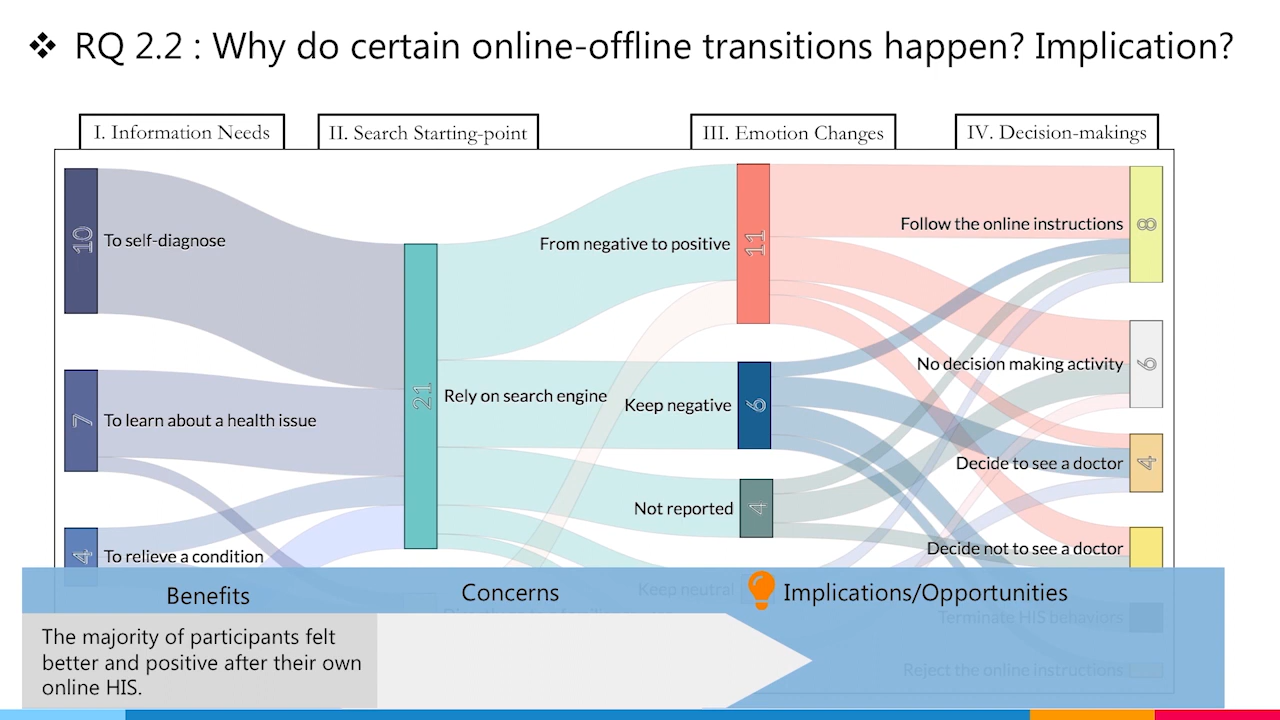 ❖ RQ 2.2 : Why do certain online-offline transitions happen? Implication?
I. Information Needs
II. Search Starting-point
III. Emotion Changes
IV. Decision-makings
10
To self-diagnose
7
To learn about a health issue
4
To relieve a condition
21
Rely on search engine
From negative to positive
11
Keep negative
6
Not reported
4
Keep neutral
Follow the online instructions
8
No decision making activity
6
Decide to see a doctor
4
Decide not to see a doctor
Terminate HIS behaviors
Reject the online instructions
Benefits
Concerns
Implications/Opportunities
The majority of participants felt
better and positive after their own
online HIS.